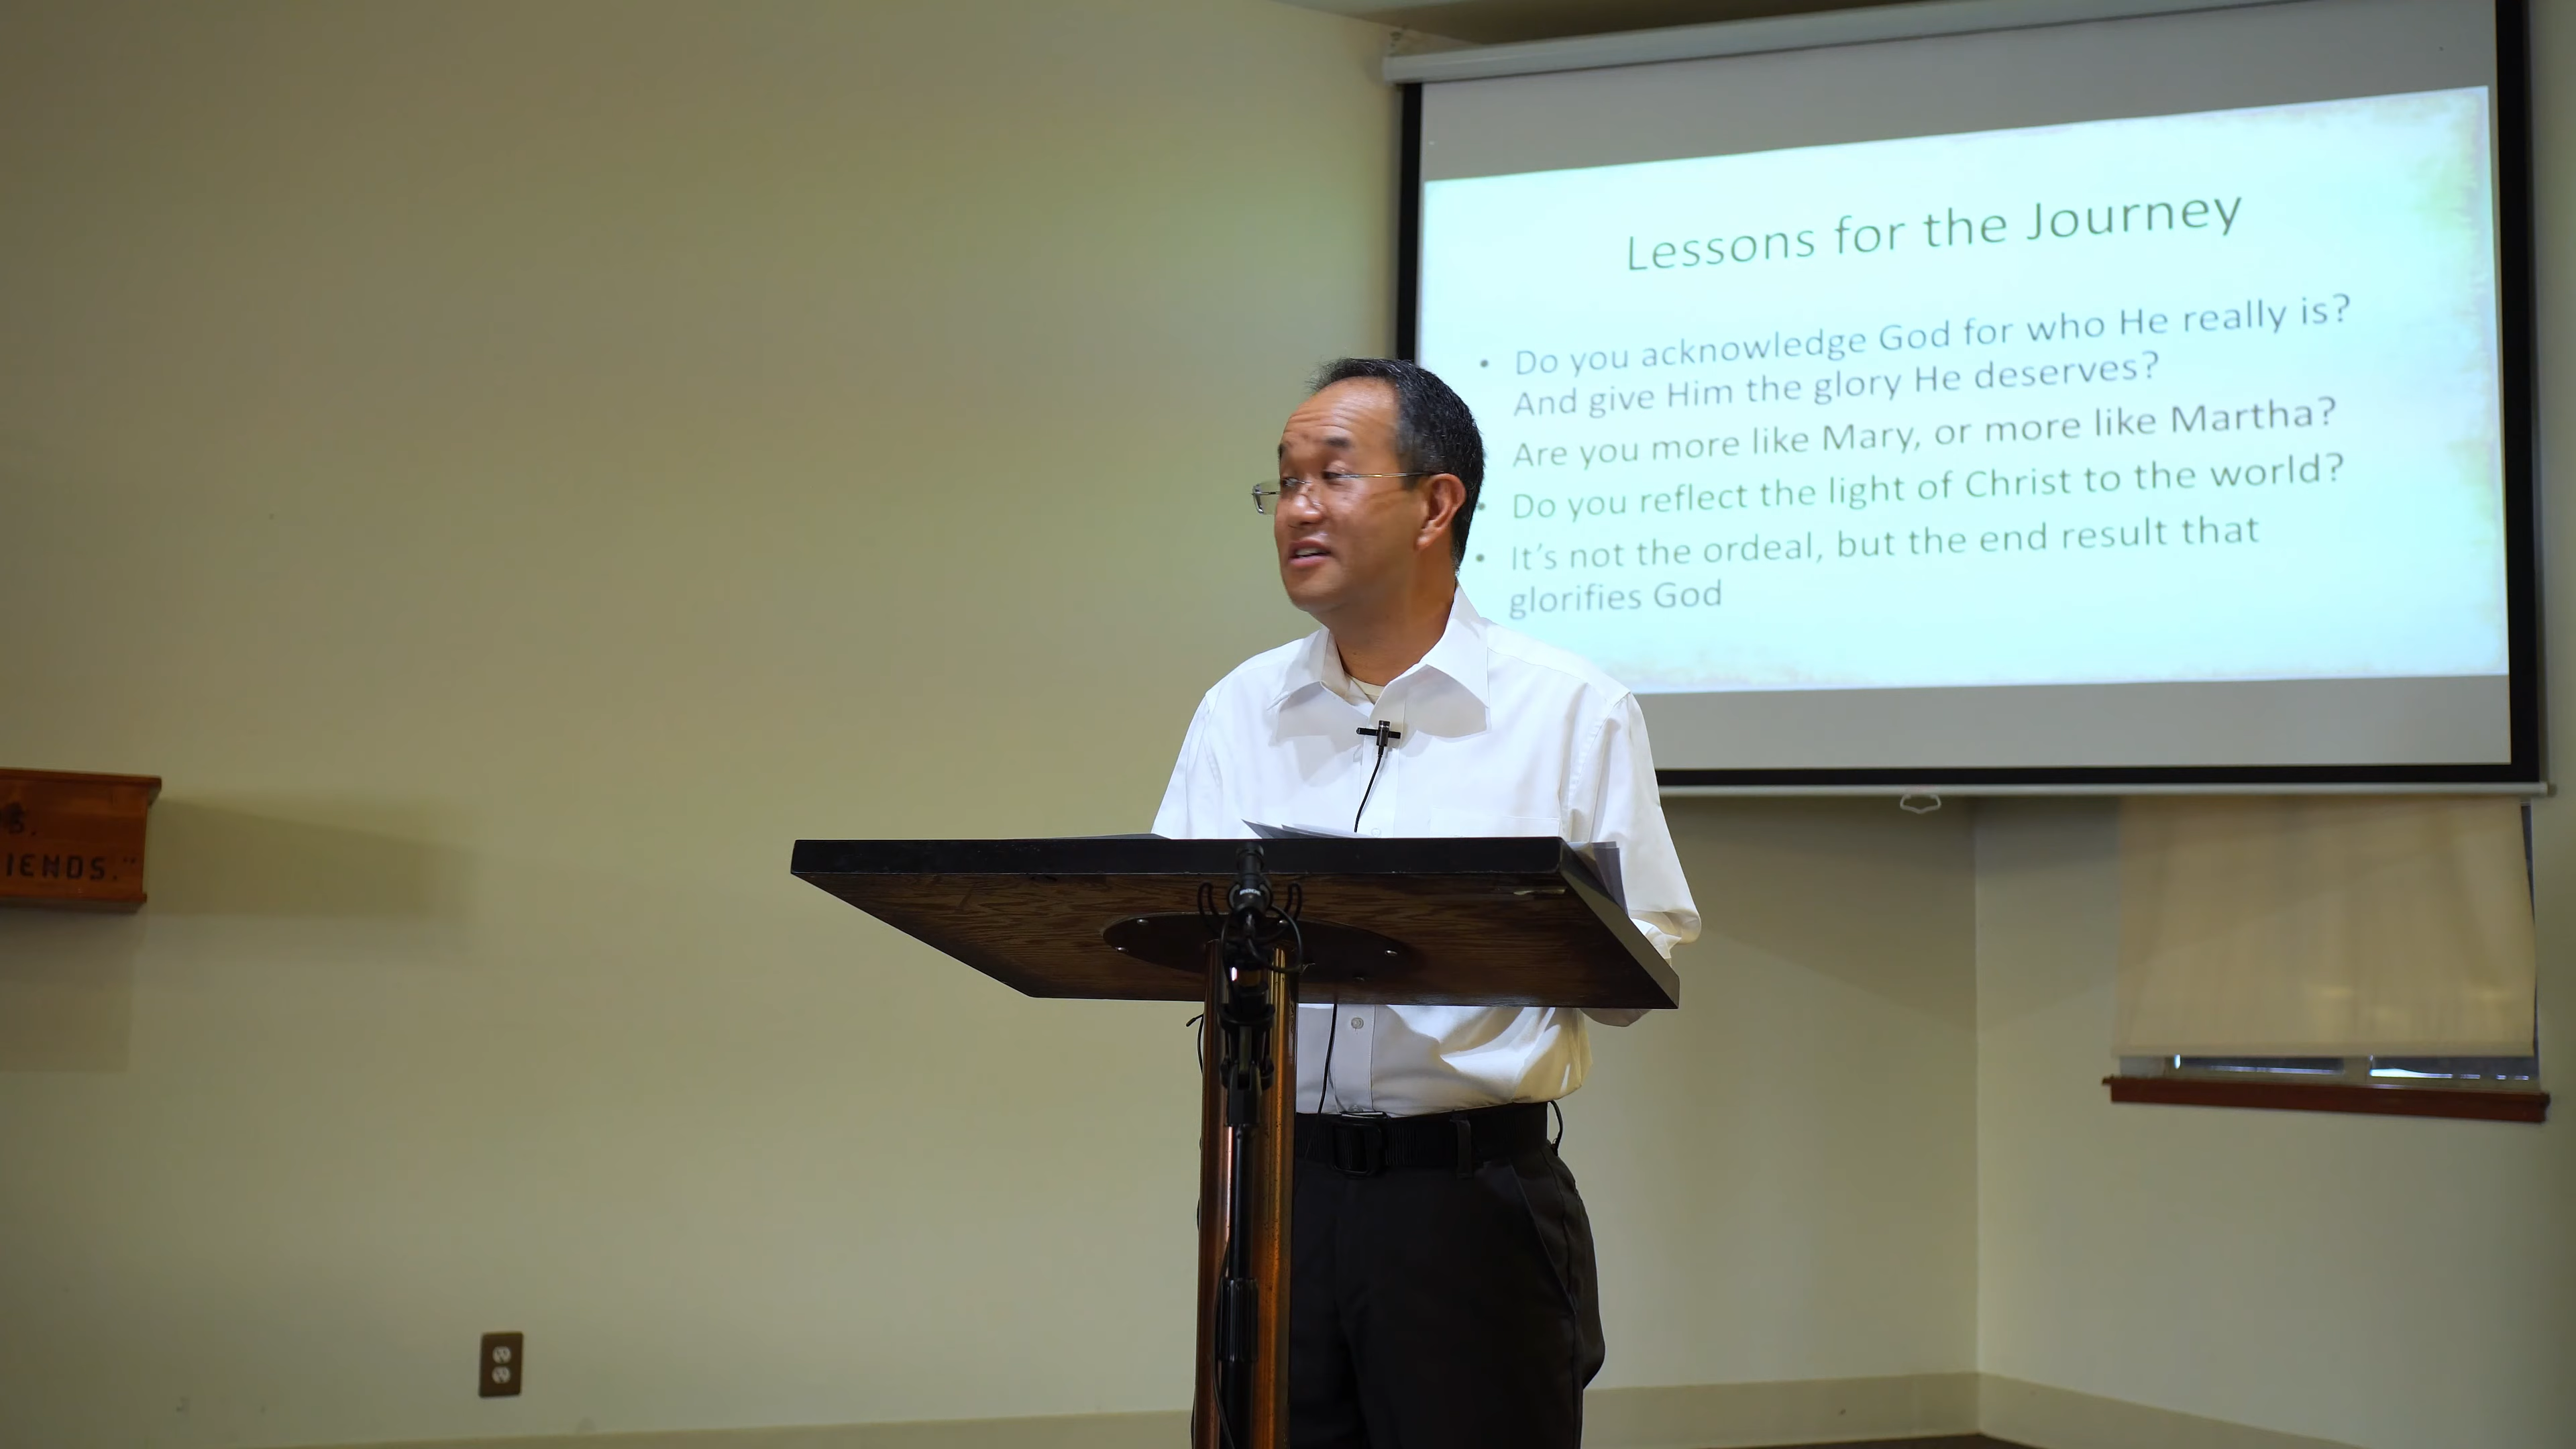 Lessons for the Journey
• Do you acknowledge God for who He really is?
And give Him the glory He deserves?
Are you more like Mary, or more like Martha?
• Do you reflect the light of Christ to the world?
• It's not the ordeal, but the end result that
glorifies God
S.
IENDS."